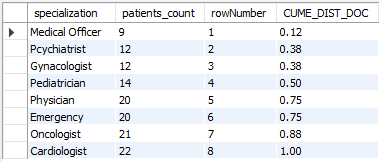 specialization patients_count rowNumber CUME_DIST_DOC
Medical Officer 9 1 0.12
Pcychiatrist 12 2 0.38
Gynacologist 12 3 0.38
Pediatrician 14 4 0.50
Physician 20 5 0.75
Emergency 20 6 0.75
Oncologist 21 7 0.88
Cardiologist 22 8 1.00